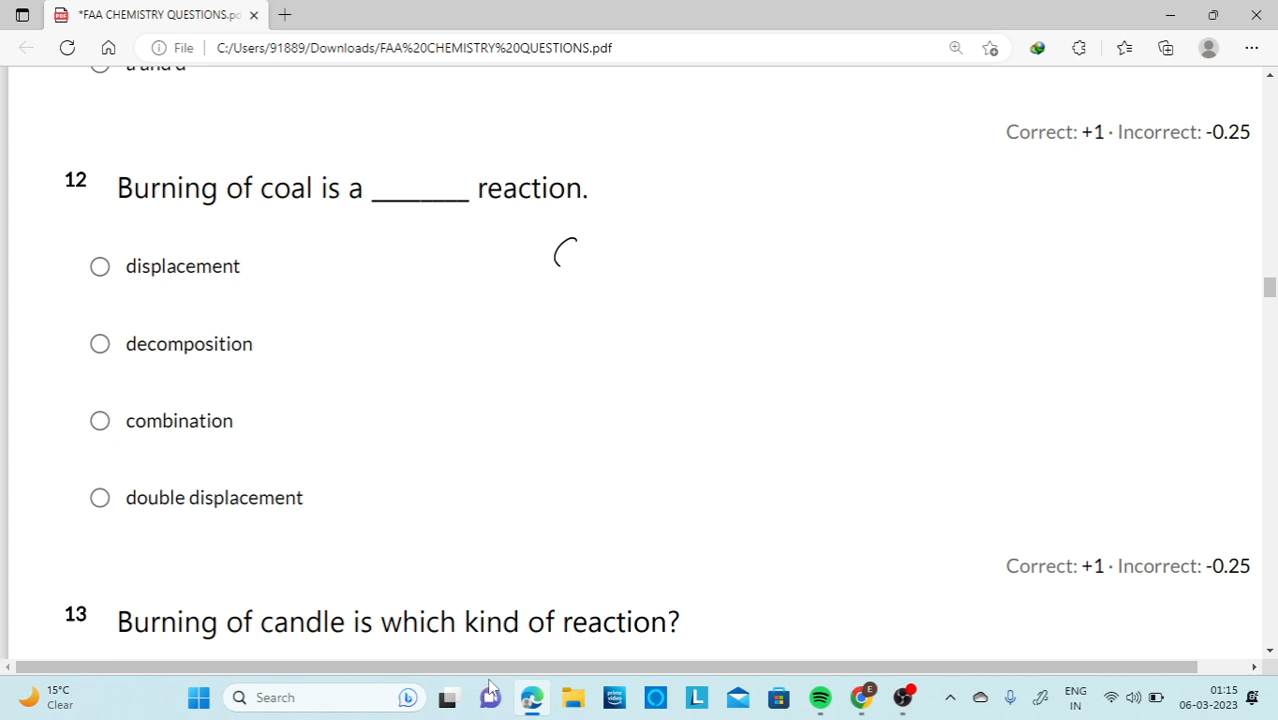 *FAA CHEMISTRY QUESTIONS.pd
File
C:/Users/91889/Downloads/FAA%20CHEMISTRY%20QUESTIONS.pdf
a and d
Correct: +1 · Incorrect: -0.25
12 Burning of coal is a ________ reaction.
C
displacement
decomposition
combination
double displacement
Correct: +1 · Incorrect: -0.25
13 Burning of candle is which kind of reaction?
15°C
Clear
Search
ENG
IN
01:15
06-03-2023